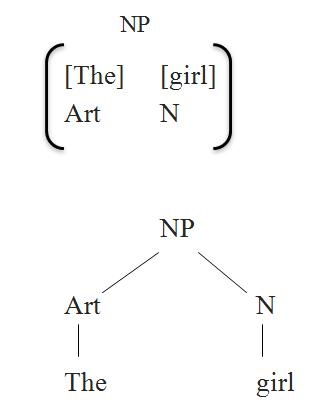 NP
[The] [girl]
Art N
NP
Art N
The girl